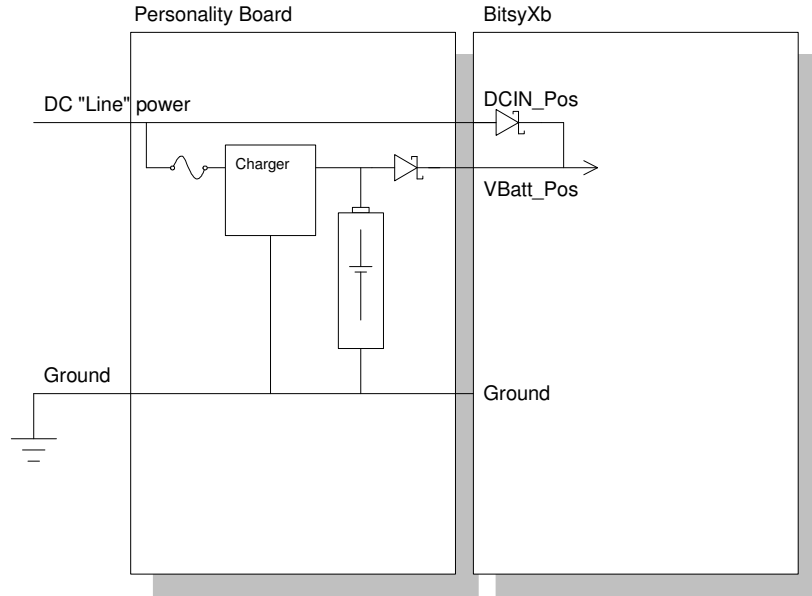 Personality Board
BitsyXb
DC "Line" power
DCIN_Pos
Charger
VBatt_Pos
Ground
Ground